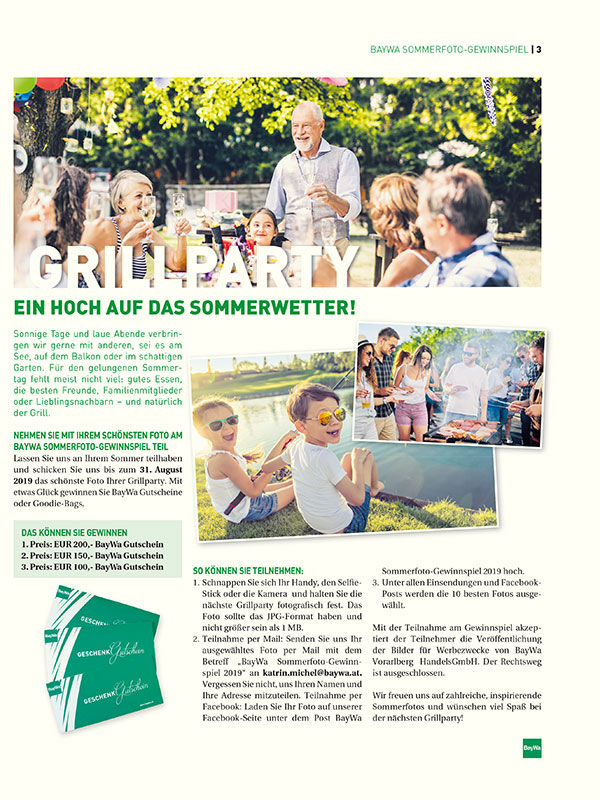 BAYWA SOMMERFOTO-GEWINNSPIEL | 3
GRILLPARTY
EIN HOCH AUF DAS SOMMERWETTER!
Sonnige Tage und laue Abende verbrin-
gen wir gerne mit anderen, sei es am
See, auf dem Balkon oder im schattigen
Garten. Für den gelungenen Sommer-
tag fehlt meist nicht viel: gutes Essen,
die besten Freunde, Familienmitglieder
oder Lieblingsnachbarn – und natürlich
der Grill.
NEHMEN SIE MIT IHREM SCHÖNSTEN FOTO AM
BAYWA SOMMERFOTO-GEWINNSPIEL TEIL
Lassen Sie uns an Ihrem Sommer teilhaben
und schicken Sie uns bis zum 31. August
2019 das schönste Foto Ihrer Grillparty. Mit
etwas Glück gewinnen Sie BayWa Gutscheine
oder Goodie-Bags.
DAS KÖNNEN SIE GEWINNEN
1. Preis: EUR 200,- BayWa Gutschein
2. Preis: EUR 150,- BayWa Gutschein
3. Preis: EUR 100,- BayWa Gutschein
GESCHENK Gutschein
GESCHENK Gutschein
GESCHENK Gutschein
SO KÖNNEN SIE TEILNEHMEN:
1. Schnappen Sie sich Ihr Handy, den Selfie-
Stick oder die Kamera und halten Sie die
nächste Grillparty fotografisch fest. Das
Foto sollte das JPG-Format haben und
nicht größer sein als 1 MB.
2. Teilnahme per Mail: Senden Sie uns Ihr
ausgewähltes Foto per Mail mit dem
Betreff „BayWa Sommerfoto-Gewinn-
spiel 2019“ an katrin.michel@baywa.at.
Vergessen Sie nicht, uns Ihren Namen und
Ihre Adresse mitzuteilen. Teilnahme per
Facebook: Laden Sie Ihr Foto auf unserer
Facebook-Seite unter dem Post BayWa
Sommerfoto-Gewinnspiel 2019 hoch.
3. Unter allen Einsendungen und Facebook-
Posts werden die 10 besten Fotos ausge-
wählt.
Mit der Teilnahme am Gewinnspiel akzep-
tiert der Teilnehmer die Veröffentlichung
der Bilder für Werbezwecke von BayWa
Vorarlberg HandelsGmbH. Der Rechtsweg
ist ausgeschlossen.
Wir freuen uns auf zahlreiche, inspirierende
Sommerfotos und wünschen viel Spaß bei
der nächsten Grillparty!
BayWa